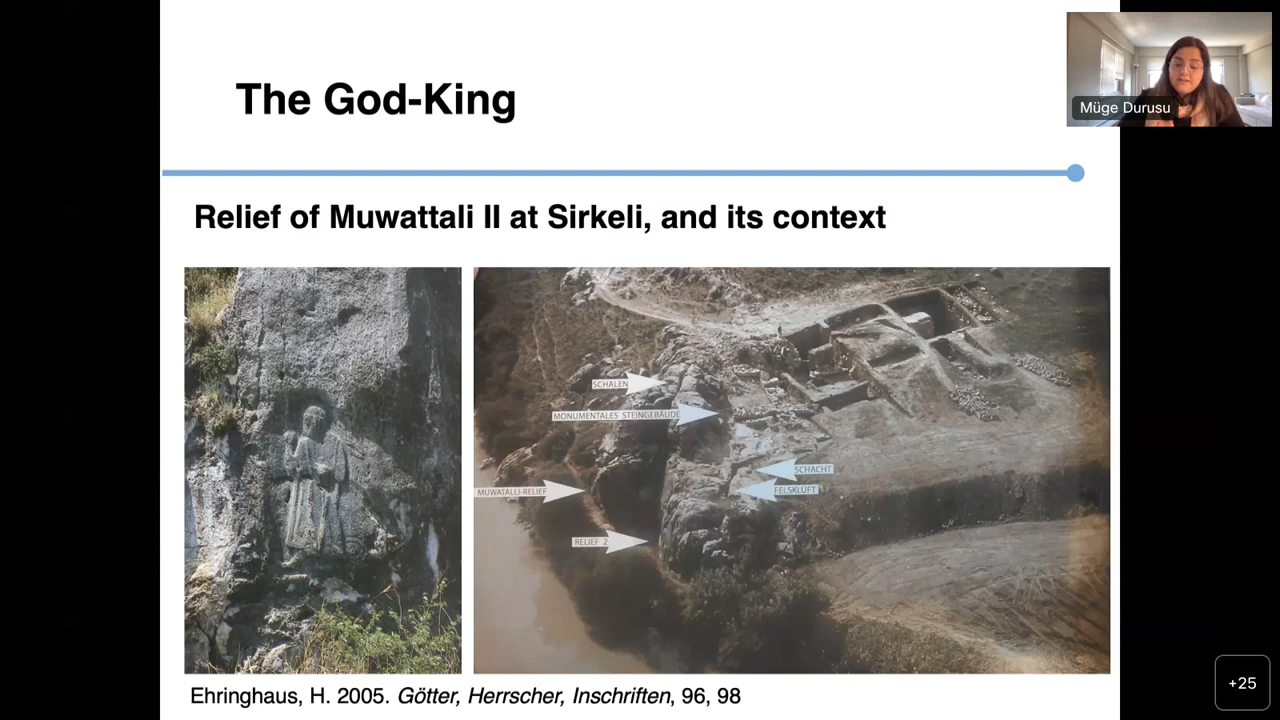 The God-King
Müge Durusu
Relief of Muwattali II at Sirkeli, and its context
SCHALEN
MONUMENTALES STEINGEBÄUDE
SCHACHT
MUWATALLI-RELIEF
FELSKLUFT
RELIEF 2
Ehringhaus, H. 2005. Götter, Herrscher, Inschriften, 96, 98
+25